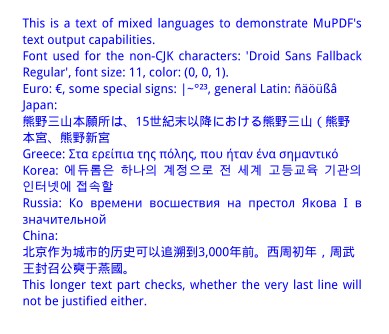 This is a text of mixed languages to demonstrate MuPDF's
text output capabilities.
Font used for the non-CJK characters: 'Droid Sans Fallback
Regular', font size: 11, color: (0, 0, 1).
Euro: €, some special signs: |~°²³, general Latin: ñäöüßâ
Japan:
熊野三山本願所は、15世紀末以降における熊野三山（熊野
本宮、熊野新宮
Greece: Στα ερείπια της πόλης, που ήταν ένα σημαντικό
Korea: 에듀롬은 하나의 계정으로 전 세계 고등교육 기관의
인터넷에 접속할
Russia: Ко времени восшествия на престол Якова I в
значительной
China:
北京作为城市的历史可以追溯到3,000年前。西周初年，周武
王封召公奭于燕國。
This longer text part checks, whether the very last line will
not be justified either.